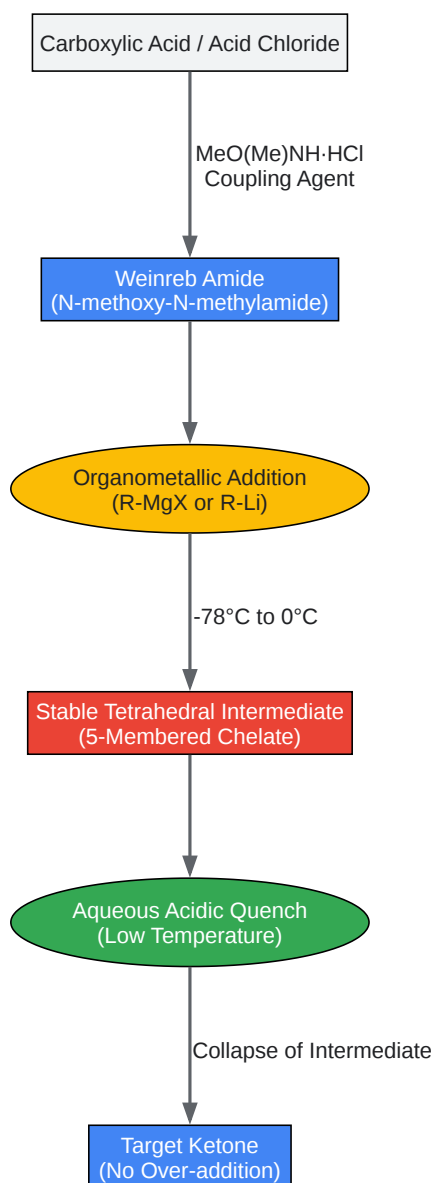 Carboxylic Acid / Acid Chloride
MeO(Me)NH·HCl
Coupling Agent
Weinreb Amide
(N-methoxy-N-methylamide)
Organometallic Addition
(R-MgX or R-Li)
-78°C to 0°C
Stable Tetrahedral Intermediate
(5-Membered Chelate)
Aqueous Acidic Quench
(Low Temperature)
Collapse of Intermediate
Target Ketone
(No Over-addition)